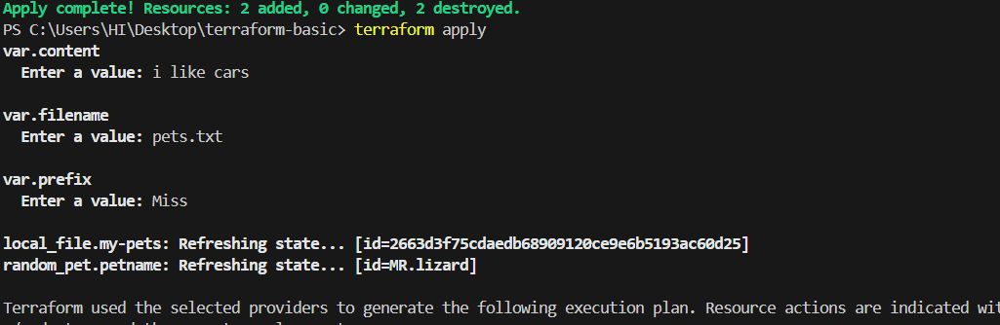 Apply complete! Resources: 2 added, 0 changed, 2 destroyed.
PS C:\Users\HI\Desktop\terraform-basic> terraform apply
var.content
  Enter a value: i like cars
var.filename
  Enter a value: pets.txt
var.prefix
  Enter a value: Miss
local_file.my-pets: Refreshing state... [id=2663d3f75cdaedb68909120ce9e6b5193ac60d25]
random_pet.petname: Refreshing state... [id=MR.lizard]
Terraform used the selected providers to generate the following execution plan. Resource actions are indicated wit